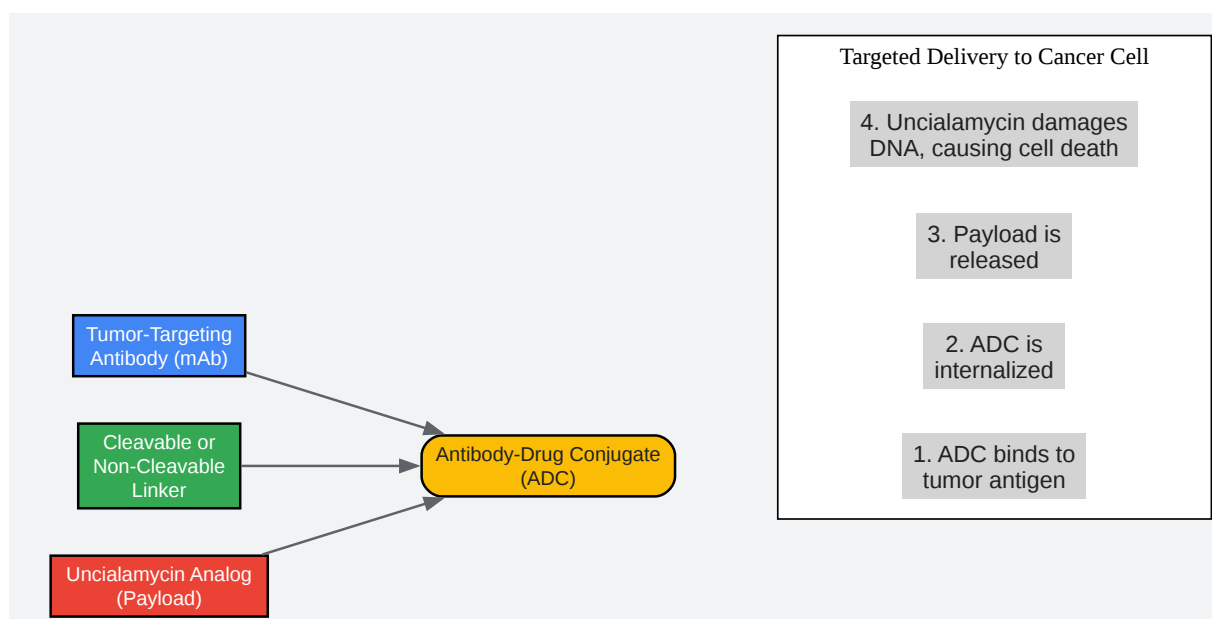 Targeted Delivery to Cancer Cell
4. Uncialamycin damages
DNA, causing cell death
3. Payload is
released
2. ADC is
internalized
1. ADC binds to
tumor antigen
Tumor-Targeting
Antibody (mAb)
Cleavable or
Non-Cleavable
Linker
Uncialamycin Analog
(Payload)
Antibody-Drug Conjugate
(ADC)